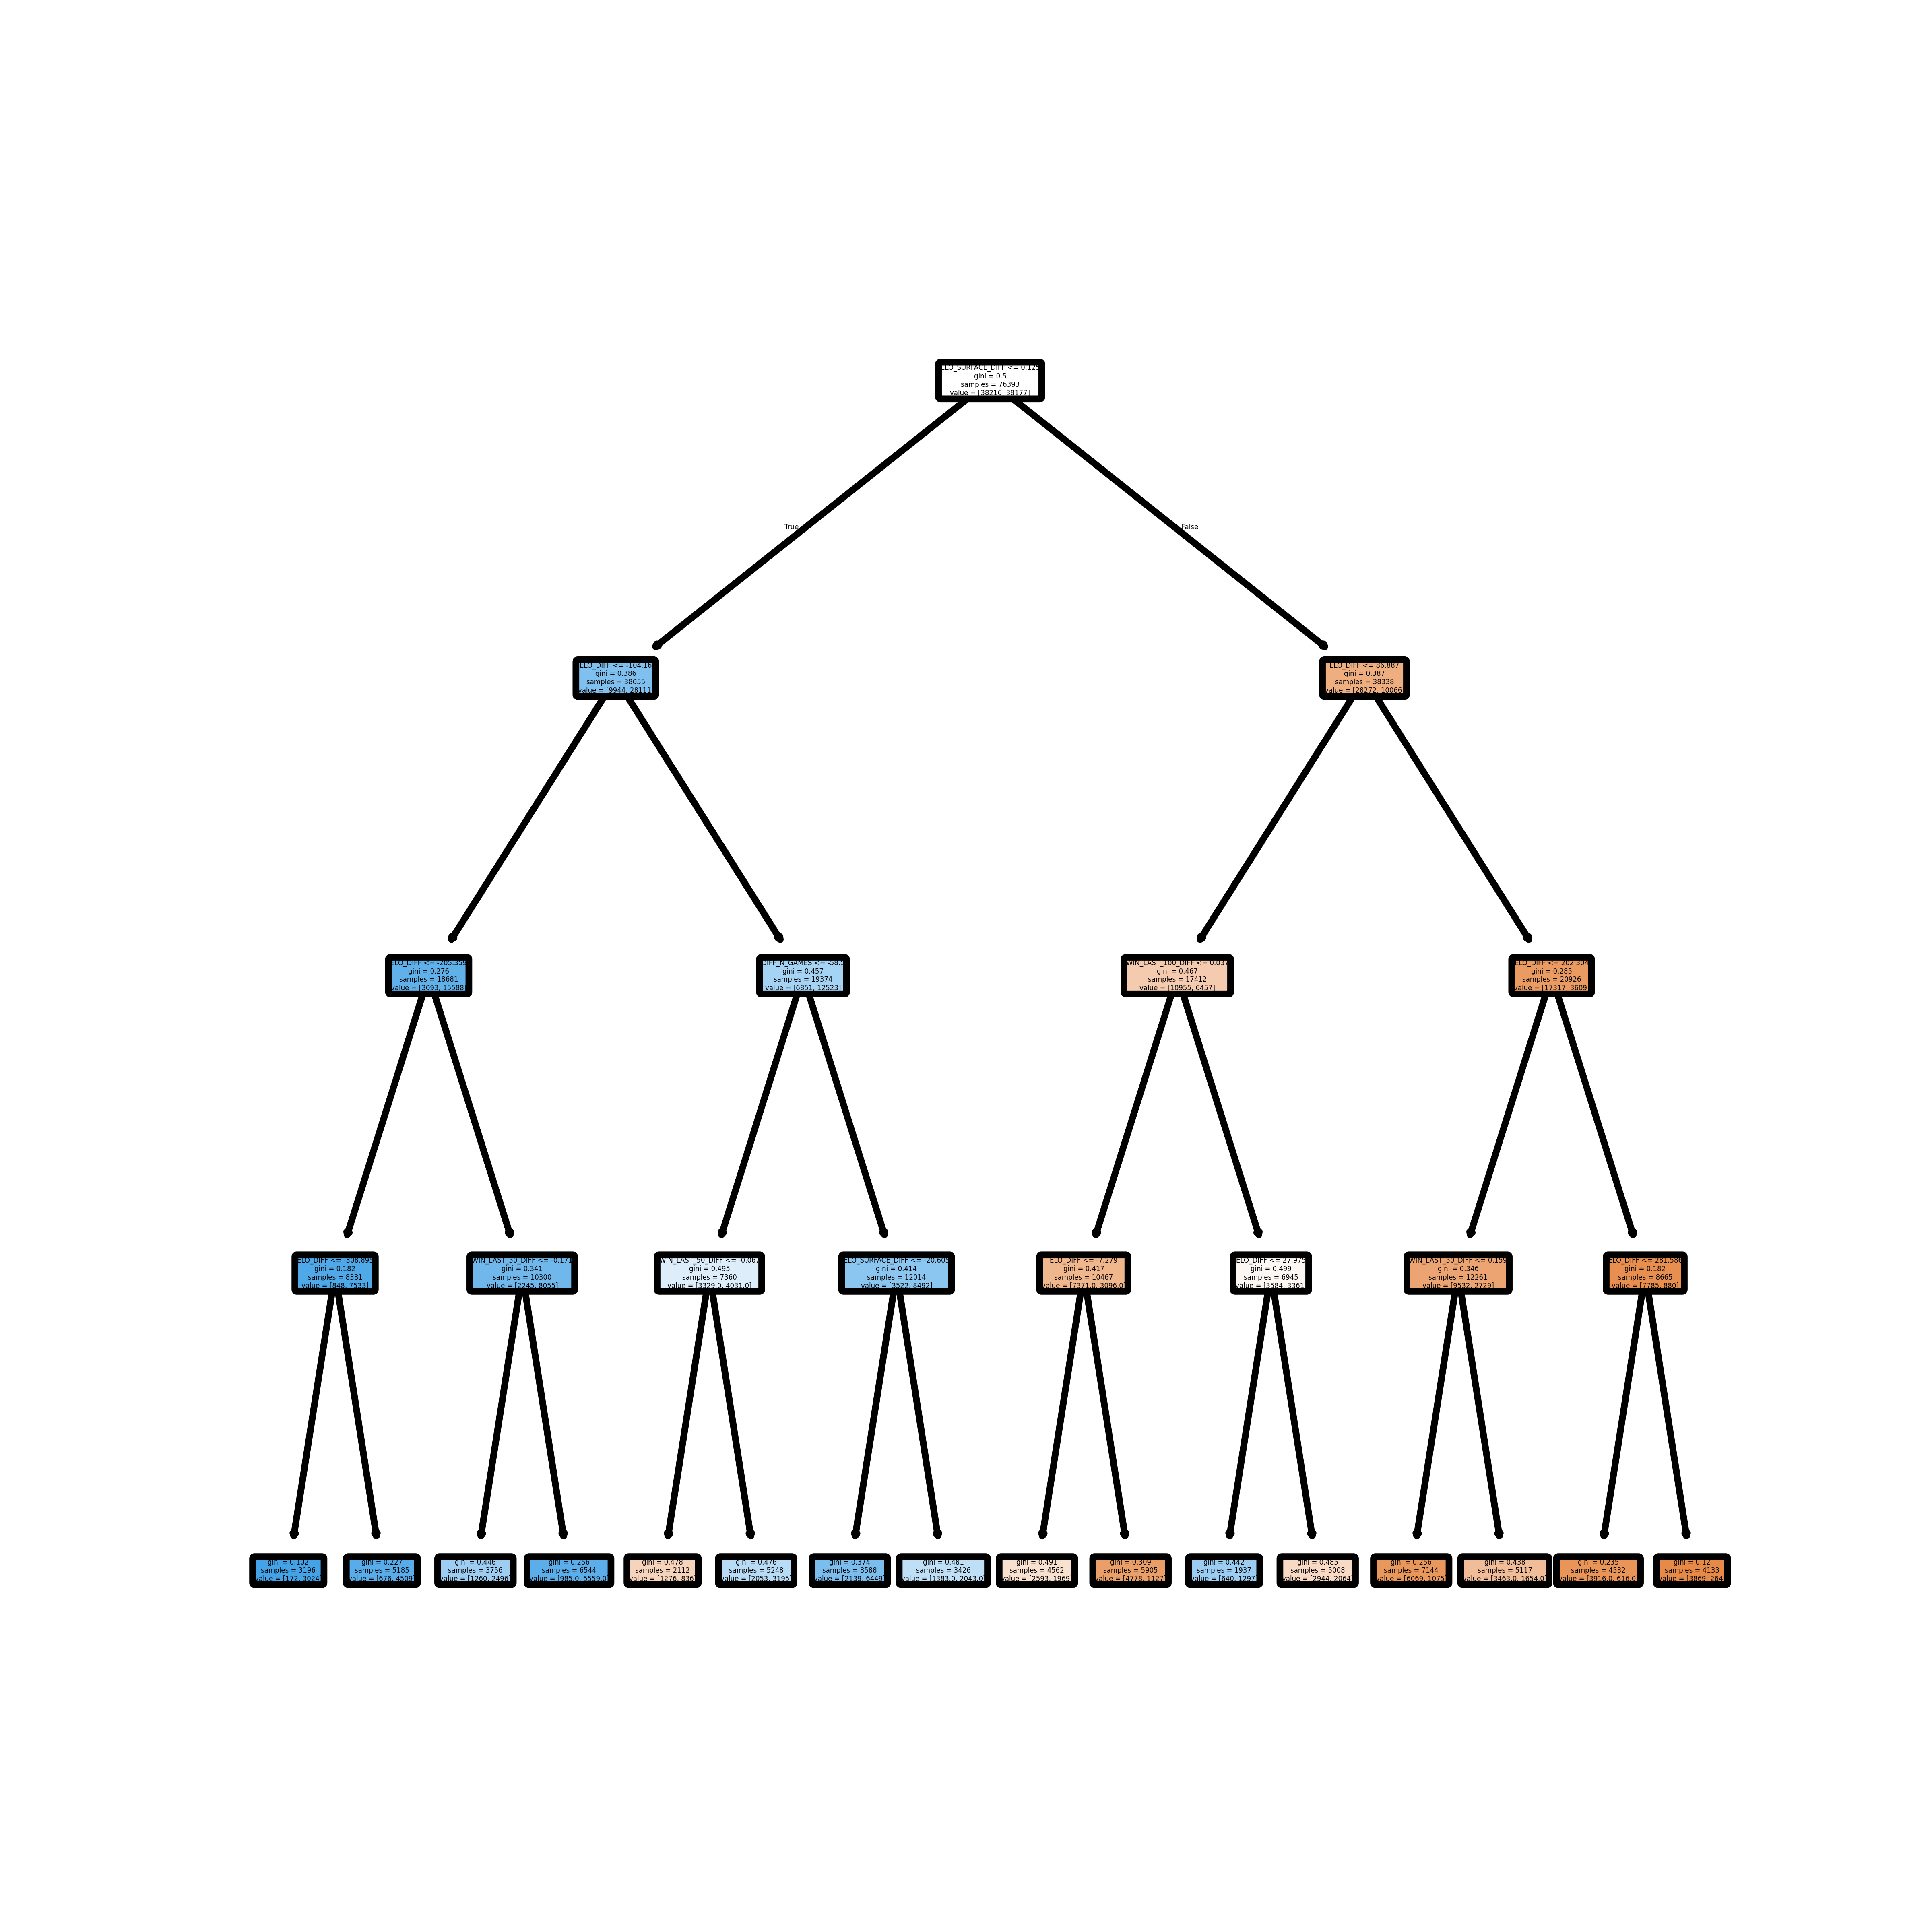 ELO_SURFACE_DIFF <= 0.125
gini = 0.5
samples = 76393
value = [38216, 38177]
True
False
ELO_DIFF <= -104.16
gini = 0.386
samples = 38055
value = [9944, 28111]
ELO_DIFF <= 86.887
gini = 0.387
samples = 38338
value = [28272, 10066]
ELO_DIFF <= -205.359
gini = 0.276
samples = 18681
value = [3093, 15588]
DIFF_N_GAMES <= -58.5
gini = 0.457
samples = 19374
value = [6851, 12523]
WIN_LAST_100_DIFF <= 0.037
gini = 0.467
samples = 17412
value = [10955, 6457]
ELO_DIFF <= 202.304
gini = 0.285
samples = 20926
value = [17317, 3609]
ELO_DIFF <= -308.895
gini = 0.182
samples = 8381
value = [848, 7533]
WIN_LAST_50_DIFF <= -0.171
gini = 0.341
samples = 10300
value = [2245, 8055]
WIN_LAST_50_DIFF <= -0.067
gini = 0.495
samples = 7360
value = [3329.0, 4031.0]
ELO_SURFACE_DIFF <= -20.605
gini = 0.414
samples = 12014
value = [3522, 8492]
ELO_DIFF <= -7.279
gini = 0.417
samples = 10467
value = [7371.0, 3096.0]
ELO_DIFF <= 27.975
gini = 0.499
samples = 6945
value = [3584, 3361]
WIN_LAST_50_DIFF <= 0.159
gini = 0.346
samples = 12261
value = [9532, 2729]
ELO_DIFF <= 281.586
gini = 0.182
samples = 8665
value = [7785, 880]
gini = 0.102
samples = 3196
value = [172, 3024]
gini = 0.227
samples = 5185
value = [676, 4509]
gini = 0.446
samples = 3756
value = [1260, 2496]
gini = 0.256
samples = 6544
value = [985.0, 5559.0]
gini = 0.478
samples = 2112
value = [1276, 836]
gini = 0.476
samples = 5248
value = [2053, 3195]
gini = 0.374
samples = 8588
value = [2139, 6449]
gini = 0.481
samples = 3426
value = [1383.0, 2043.0]
gini = 0.491
samples = 4562
value = [2593, 1969]
gini = 0.309
samples = 5905
value = [4778, 1127]
gini = 0.442
samples = 1937
value = [640, 1297]
gini = 0.485
samples = 5008
value = [2944, 2064]
gini = 0.256
samples = 7144
value = [6069, 1075]
gini = 0.438
samples = 5117
value = [3463.0, 1654.0]
gini = 0.235
samples = 4532
value = [3916.0, 616.0]
gini = 0.12
samples = 4133
value = [3869, 264]